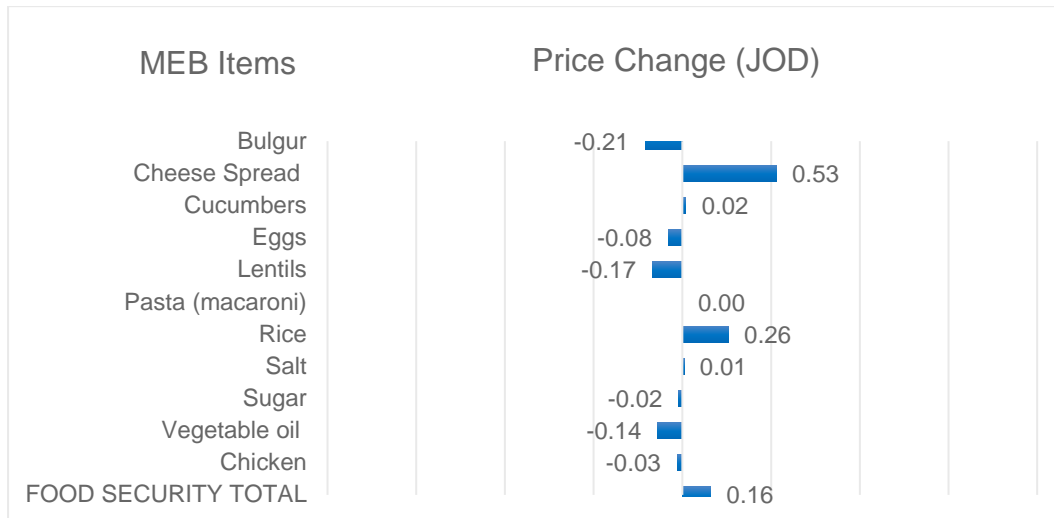 MEB Items Price Change (JOD)
Bulgur -0.21
Cheese Spread 0.53
Cucumbers 0.02
Eggs -0.08
Lentils -0.17
Pasta (macaroni) 0.00
Rice 0.26
Salt 0.01
Sugar -0.02
Vegetable oil -0.14
Chicken -0.03
FOOD SECURITY TOTAL 0.16